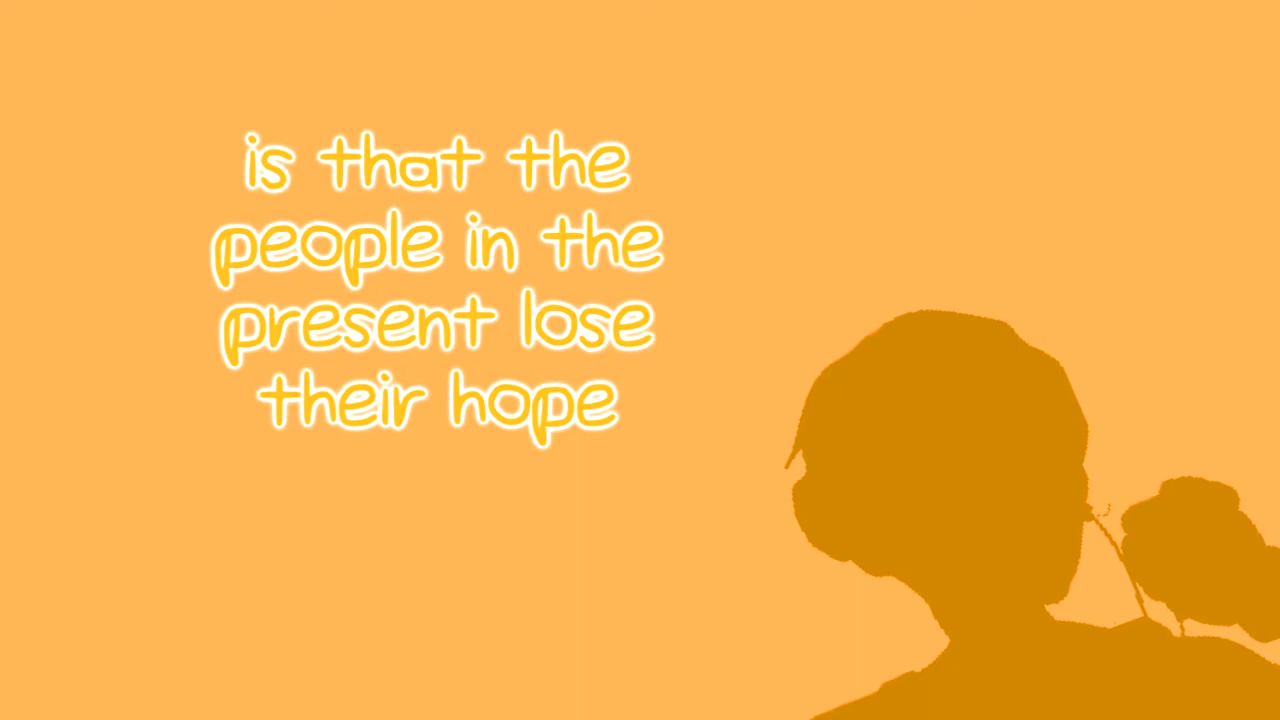 is that the
people in the
present lose
their hope